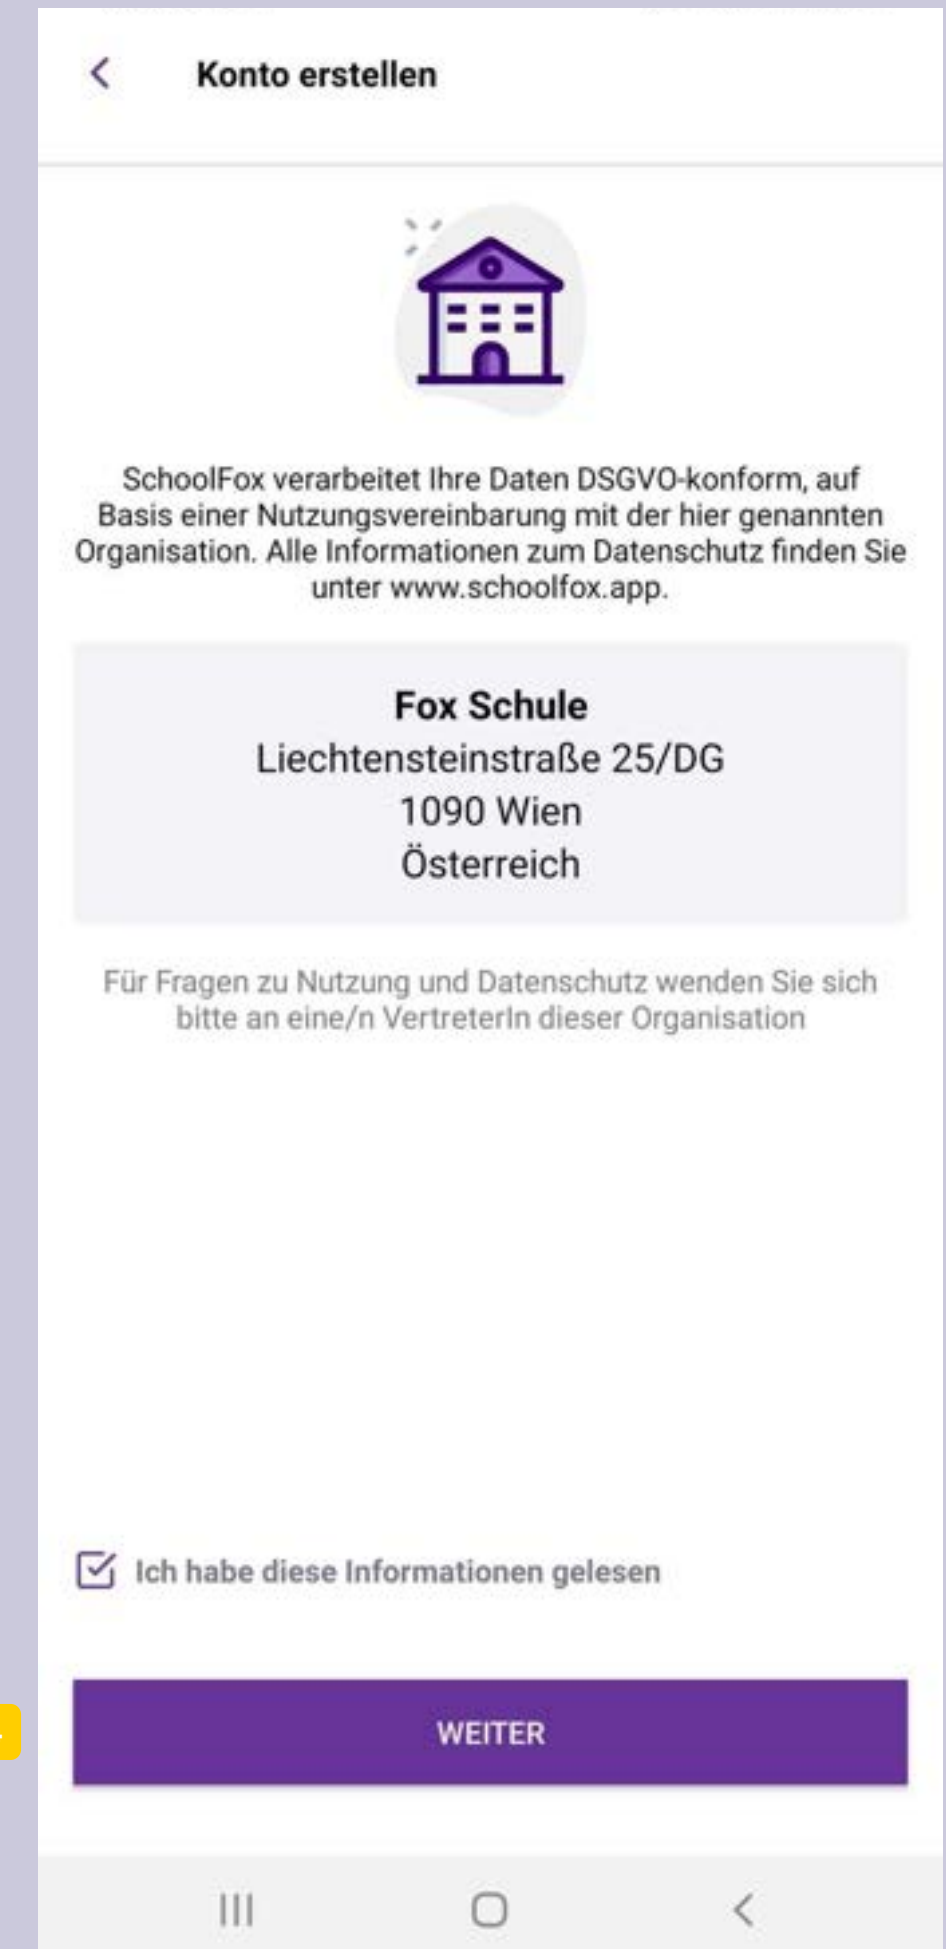 Konto erstellen
SchoolFox verarbeitet Ihre Daten DSGVO-konform, auf
Basis einer Nutzungsvereinbarung mit der hier genannten
Organisation. Alle Informationen zum Datenschutz finden Sie
unter www.schoolfox.app.
Fox Schule
Liechtensteinstraße 25/DG
1090 Wien
Österreich
Für Fragen zu Nutzung und Datenschutz wenden Sie sich
bitte an eine/n VertreterIn dieser Organisation
Ich habe diese Informationen gelesen
WEITER